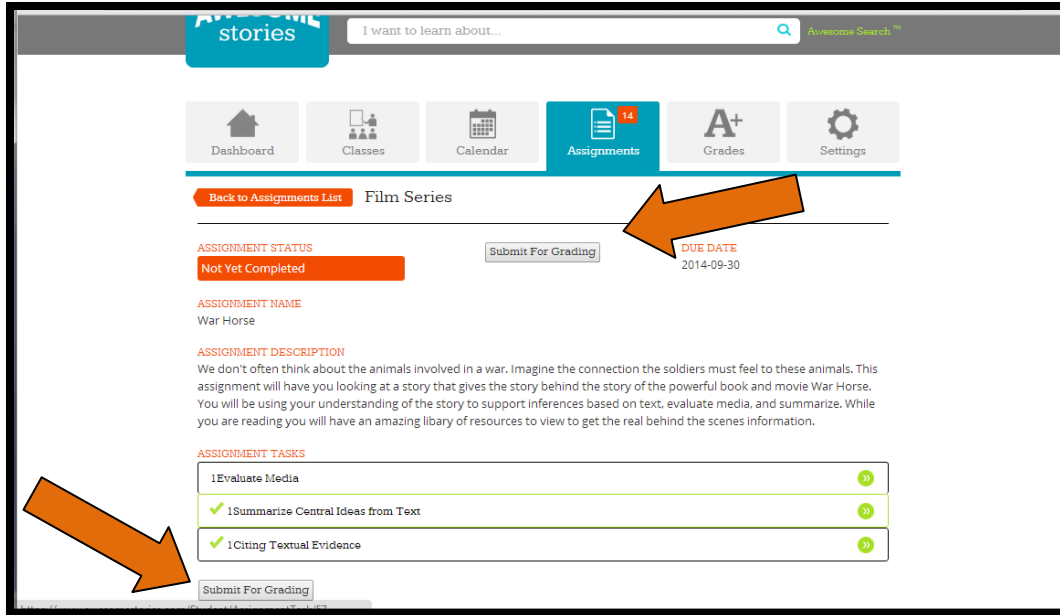 stories
I want to learn about...
Awesome Search ™
14
Dashboard
Classes
Calendar
Assignments
A+
Grades
Settings
Back to Assignments List
Film Series
ASSIGNMENT STATUS
Submit For Grading
DUE DATE
Not Yet Completed
2014-09-30
ASSIGNMENT NAME
War Horse
ASSIGNMENT DESCRIPTION
We don't often think about the animals involved in a war. Imagine the connection the soldiers must feel to these animals. This
assignment will have you looking at a story that gives the story behind the story of the powerful book and movie War Horse.
You will be using your understanding of the story to support inferences based on text, evaluate media, and summarize. While
you are reading you will have an amazing libary of resources to view to get the real behind the scenes information.
ASSIGNMENT TASKS
1Evaluate Media
1Summarize Central Ideas from Text
1Citing Textual Evidence
Submit For Grading